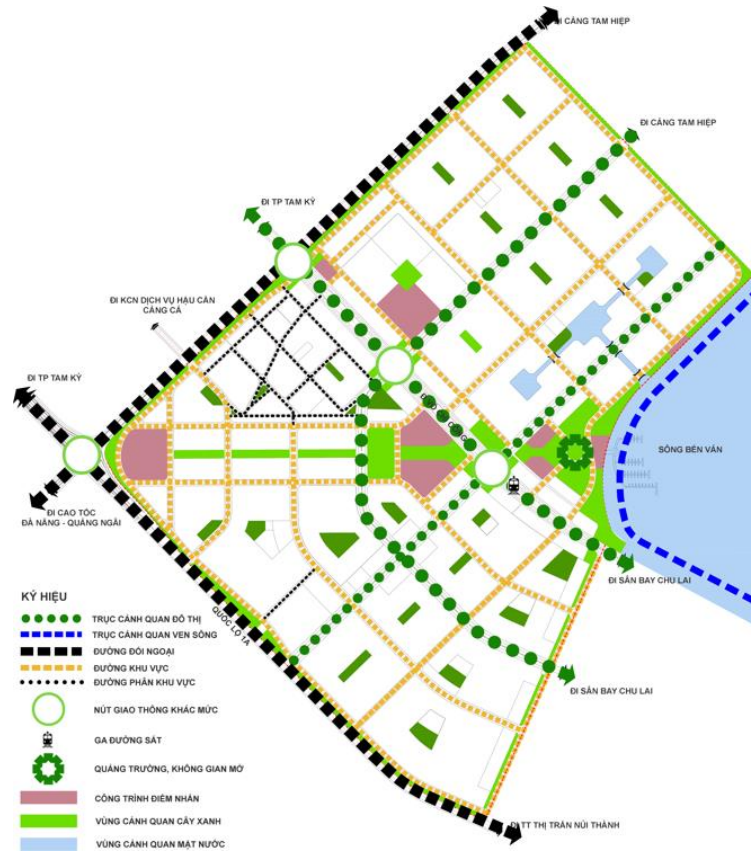 ĐI CẢNG TAM HIỆP
ĐI CẢNG TAM HIỆP
ĐI TP TAM KỲ
ĐI KCN DỊCH VỤ HẬU CẦN
CẢNG CÁ
ĐI TP TAM KỲ
SÔNG BẾN VÁN
ĐI CAO TỐC
ĐÀ NẴNG - QUẢNG NGÃI
ĐI SÂN BAY CHU LAI
QUỐC LỘ 1A
ĐI SÂN BAY CHU LAI
ĐI TT THỊ TRẤN NÚI THÀNH
KÝ HIỆU
TRỤC CẢNH QUAN ĐÔ THỊ
TRỤC CẢNH QUAN VEN SÔNG
ĐƯỜNG ĐỐI NGOẠI
ĐƯỜNG KHU VỰC
ĐƯỜNG PHÂN KHU VỰC
NÚT GIAO THÔNG KHÁC MỨC
GA ĐƯỜNG SẮT
QUẢNG TRƯỜNG, KHÔNG GIAN MỞ
CÔNG TRÌNH ĐIỂM NHẤN
VÙNG CẢNH QUAN CÂY XANH
VÙNG CẢNH QUAN MẶT NƯỚC